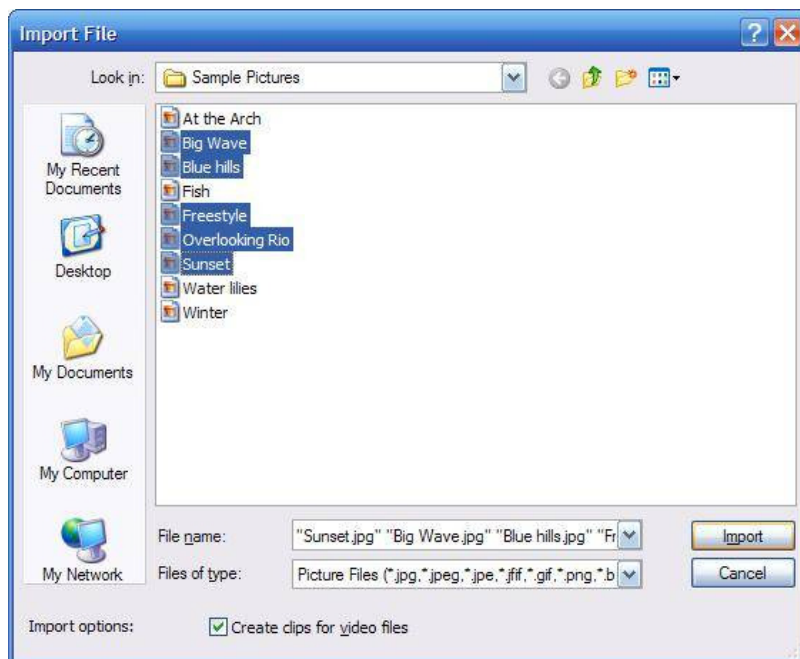 Import File
Look in:
Sample Pictures
My Recent
Documents
Desktop
My Documents
My Computer
My Network
At the Arch
Big Wave
Blue hills
Fish
Freestyle
Overlooking Rio
Sunset
Water lilies
Winter
File name:
"Sunset.jpg" "Big Wave.jpg" "Blue hills.jpg" "Fr
Import
Files of type:
Picture Files (*.jpg,*.jpeg,*.jpe,*.jfif,*.gif,*.png,*.b
Cancel
Import options:
Create clips for video files